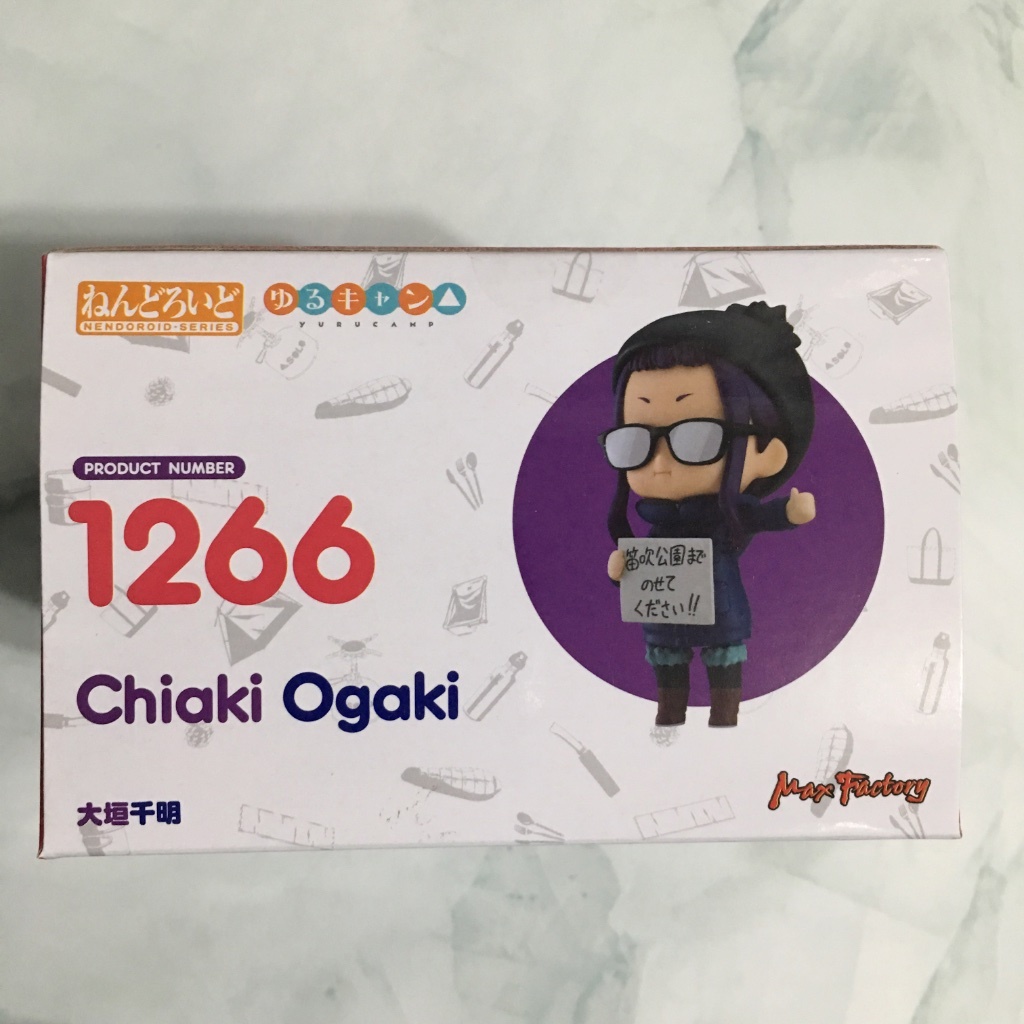 ねんどろいど
NENDOROID-SERIES
ゆるキャン△
YURUCAMP
PRODUCT NUMBER
1266
Chiaki Ogaki
大垣千明
笛吹公園まで
のせて
ください!!
Max Factory